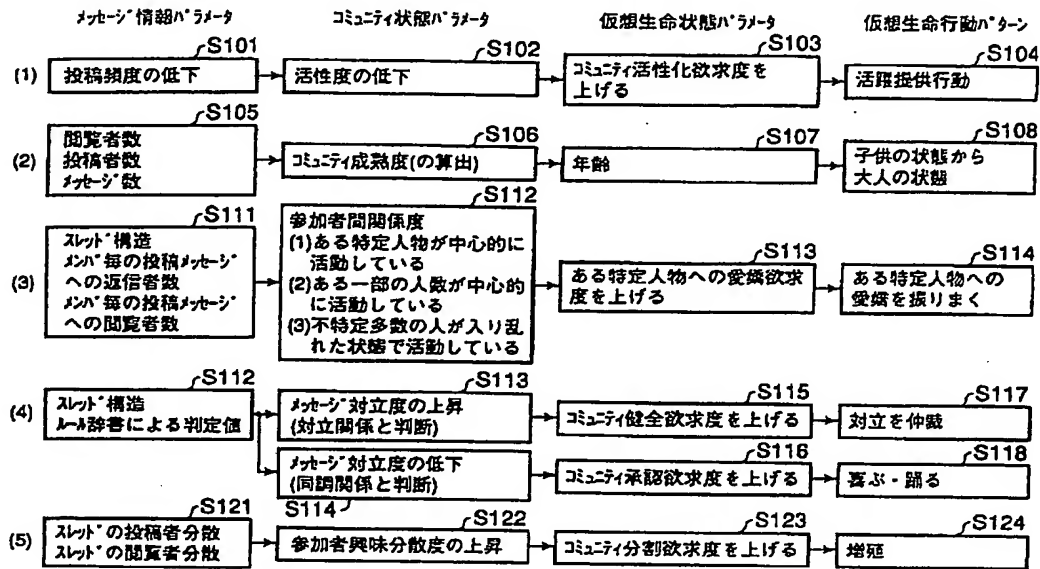 メッセージ情報パラメータ
コミュニティ状態パラメータ
仮想生命状態パラメータ
仮想生命行動パターン
(1)
S101
投稿頻度の低下
S102
活性度の低下
S103
コミュニティ活性化欲求度を
上げる
S104
活躍提供行動
(2)
S105
閲覧者数
投稿者数
メッセージ数
S106
コミュニティ成熟度(の算出)
S107
年齢
S108
子供の状態から
大人の状態
(3)
S111
スレッド構造
メンバ毎の投稿メッセージ
への返信者数
メンバ毎の投稿メッセージ
への閲覧者数
S112
参加者間関係度
(1)ある特定人物が中心的に
活動している
(2)ある一部の人数が中心的
に活動している
(3)不特定多数の人が入り乱
れた状態で活動している
S113
ある特定人物への愛嬌欲求
度を上げる
S114
ある特定人物への
愛嬌を振りまく
(4)
S112
スレッド構造
ルール辞書による判定値
S113
メッセージ対立度の上昇
(対立関係と判断)
S115
コミュニティ健全欲求度を上げる
S117
対立を仲裁
メッセージ対立度の低下
(同調関係と判断)
S114
S116
コミュニティ承認欲求度を上げる
S118
喜ぶ・踊る
(5)
S121
スレッドの投稿者分散
スレッドの閲覧者分散
S122
参加者興味分散度の上昇
S123
コミュニティ分割欲求度を上げる
S124
増殖